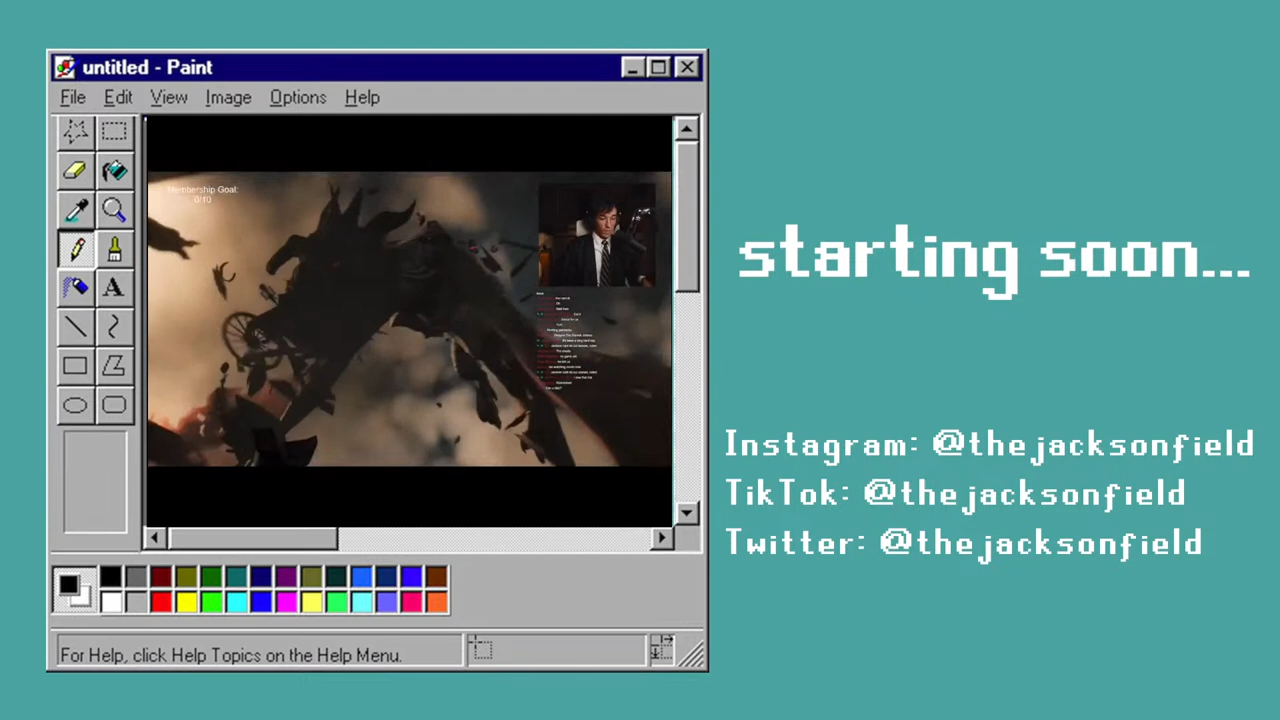 untitled - Paint
File Edit View Image Options Help
Membership Goal:
0/10
starting soon...
Instagram: @thejacksonfield
TikTok: @thejacksonfield
Twitter: @thejacksonfield
For Help, click Help Topics on the Help Menu.